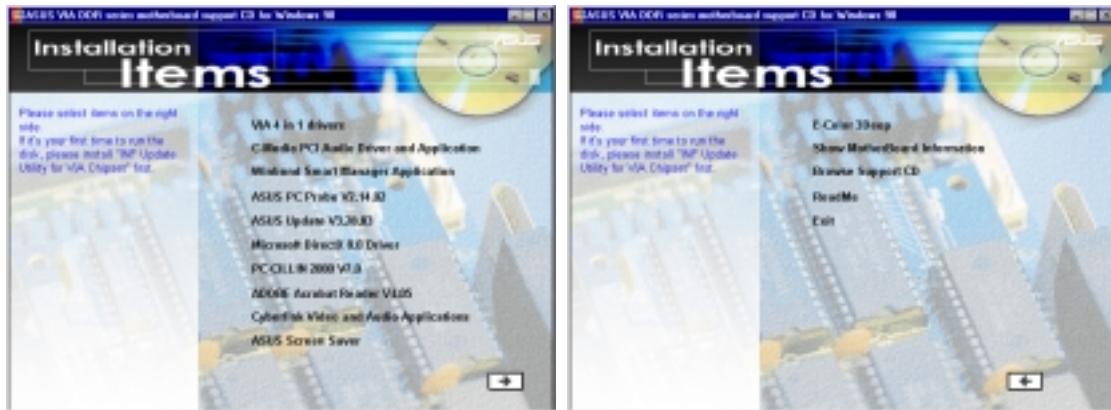 ASUS VIA DDR series motherboard support CD for Windows 98
Installation
Items
ASUS
Please select items on the right
side.
If it's your first time to run the
disk, please install "INF Update
Utility for VIA Chipset" first.
VIA 4 in 1 drivers
C-Media PCI Audio Driver and Application
Winbond Smart Manager Application
ASUS PC Probe V2.14.02
ASUS Update V3.20.03
Microsoft DirectX 8.0 Driver
PC-CILLIN 2000 V7.0
ADOBE Acrobat Reader V4.05
Cyberlink Video and Audio Applications
ASUS Screen Saver
ASUS VIA DDR series motherboard support CD for Windows 98
Installation
Items
ASUS
Please select items on the right
side.
If it's your first time to run the
disk, please install "INF Update
Utility for VIA Chipset" first.
E-Color 3Deep
Show MotherBoard Information
Browse Support CD
ReadMe
Exit